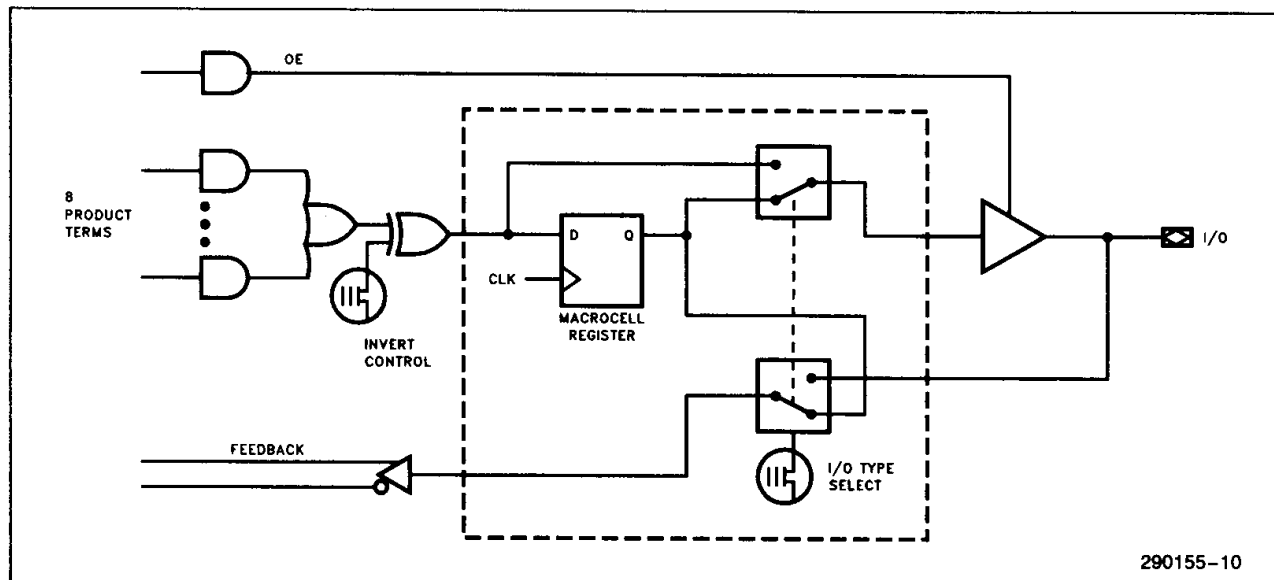 OE
8
PRODUCT
TERMS
INVERT
CONTROL
D
Q
CLK
MACROCELL
REGISTER
I/O
FEEDBACK
I/O TYPE
SELECT
290155-10